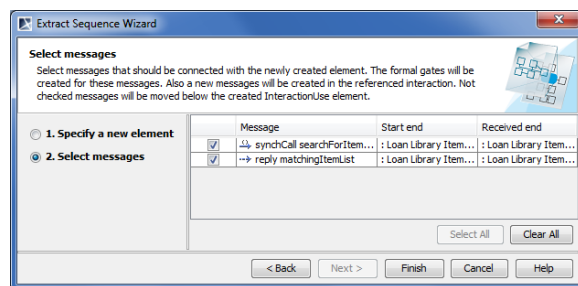 Extract Sequence Wizard
Select messages
Select messages that should be connected with the newly created element. The formal gates will be
created for these messages. Also a new messages will be created in the referenced interaction. Not
checked messages will be moved below the created InteractionUse element.
1. Specify a new element
2. Select messages
Message Start end Received end
synchCall searchForItem... : Loan Library Item... : Loan Library Item...
reply matchingItemList : Loan Library Item... : Loan Library Item...
Select All Clear All
< Back Next > Finish Cancel Help